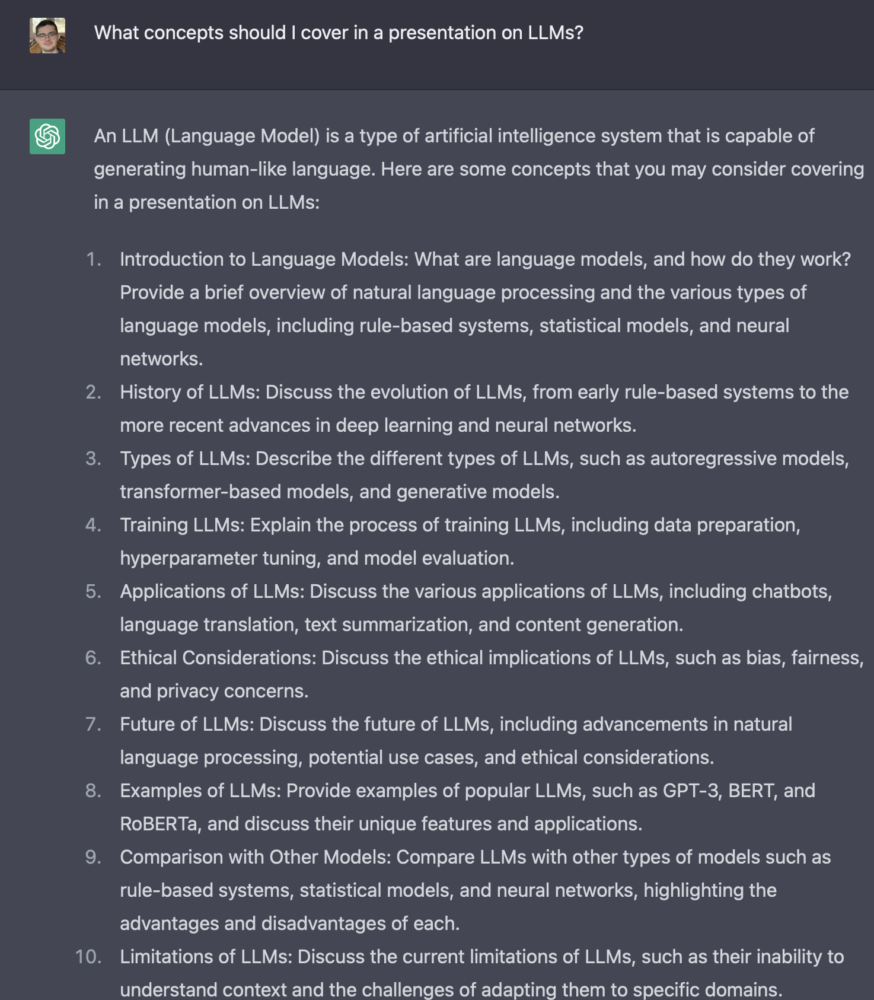 What concepts should I cover in a presentation on LLMs?
An LLM (Language Model) is a type of artificial intelligence system that is capable of
generating human-like language. Here are some concepts that you may consider covering
in a presentation on LLMs:
1. Introduction to Language Models: What are language models, and how do they work?
Provide a brief overview of natural language processing and the various types of
language models, including rule-based systems, statistical models, and neural
networks.
2. History of LLMs: Discuss the evolution of LLMs, from early rule-based systems to the
more recent advances in deep learning and neural networks.
3. Types of LLMs: Describe the different types of LLMs, such as autoregressive models,
transformer-based models, and generative models.
4. Training LLMs: Explain the process of training LLMs, including data preparation,
hyperparameter tuning, and model evaluation.
5. Applications of LLMs: Discuss the various applications of LLMs, including chatbots,
language translation, text summarization, and content generation.
6. Ethical Considerations: Discuss the ethical implications of LLMs, such as bias, fairness,
and privacy concerns.
7. Future of LLMs: Discuss the future of LLMs, including advancements in natural
language processing, potential use cases, and ethical considerations.
8. Examples of LLMs: Provide examples of popular LLMs, such as GPT-3, BERT, and
RoBERTa, and discuss their unique features and applications.
9. Comparison with Other Models: Compare LLMs with other types of models such as
rule-based systems, statistical models, and neural networks, highlighting the
advantages and disadvantages of each.
10. Limitations of LLMs: Discuss the current limitations of LLMs, such as their inability to
understand context and the challenges of adapting them to specific domains.